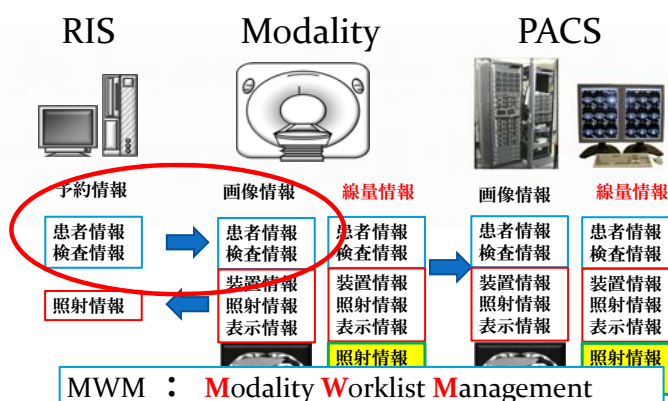 RIS
Modality
PACS
予約情報
画像情報
線量情報
画像情報
線量情報
患者情報
検査情報
患者情報
検査情報
患者情報
検査情報
患者情報
検査情報
患者情報
検査情報
照射情報
装置情報
照射情報
表示情報
装置情報
照射情報
表示情報
装置情報
照射情報
表示情報
装置情報
照射情報
表示情報
照射情報
照射情報
MWM : Modality Worklist Management